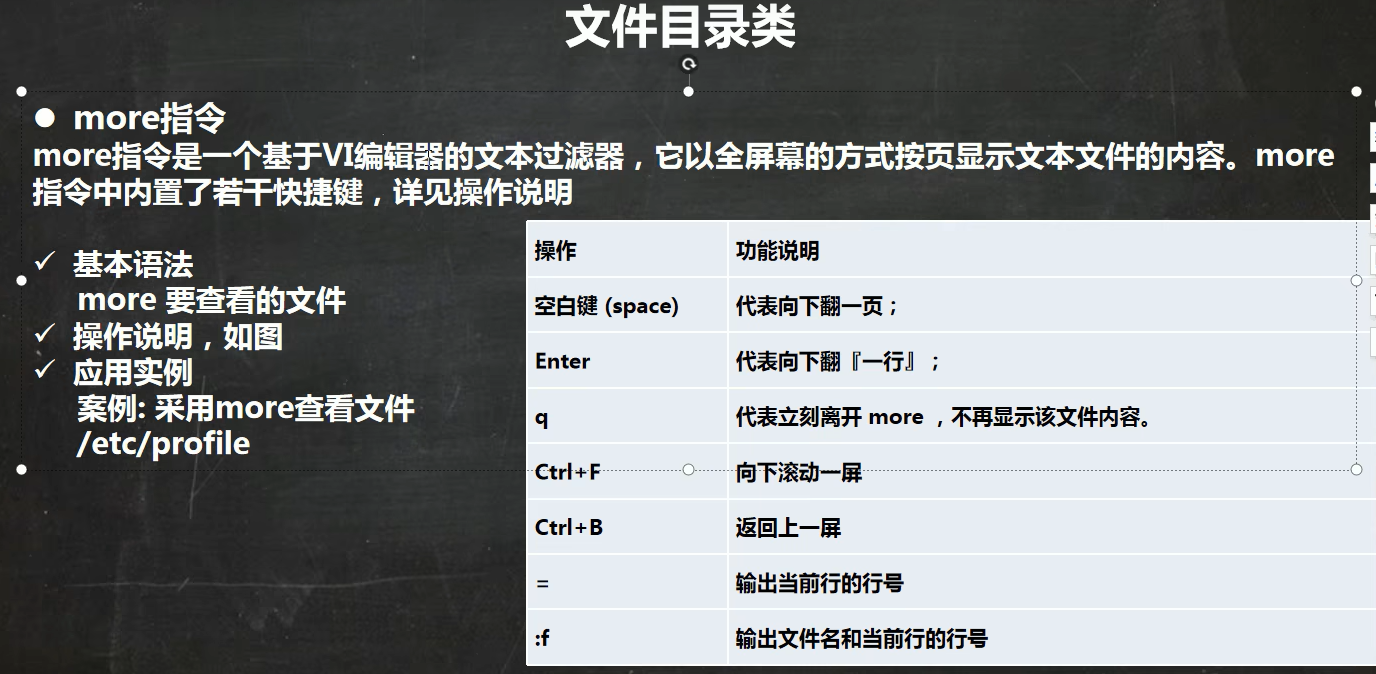 文件目录类
● more指令
more指令是一个基于VI编辑器的文本过滤器，它以全屏幕的方式按页显示文本文件的内容。more
指令中内置了若干快捷键，详见操作说明
✓ 基本语法
more 要查看的文件
✓ 操作说明，如图
✓ 应用实例
案例: 采用more查看文件
/etc/profile
操作 功能说明
空白键 (space) 代表向下翻一页；
Enter 代表向下翻『一行』；
q 代表立刻离开 more ，不再显示该文件内容。
Ctrl+F 向下滚动一屏
Ctrl+B 返回上一屏
= 输出当前行的行号
:f 输出文件名和当前行的行号